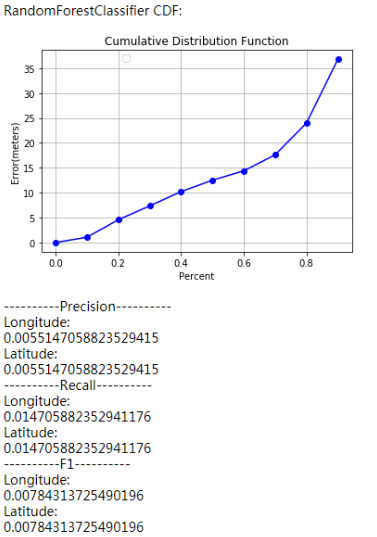 RandomForestClassifier CDF:
Cumulative Distribution Function
35
30
25
20
15
10
5
0
Error(meters)
0.0 0.2 0.4 0.6 0.8
Percent
----------Precision----------
Longitude:
0.0055147058823529415
Latitude:
0.0055147058823529415
----------Recall----------
Longitude:
0.014705882352941176
Latitude:
0.014705882352941176
----------F1----------
Longitude:
0.00784313725490196
Latitude:
0.00784313725490196